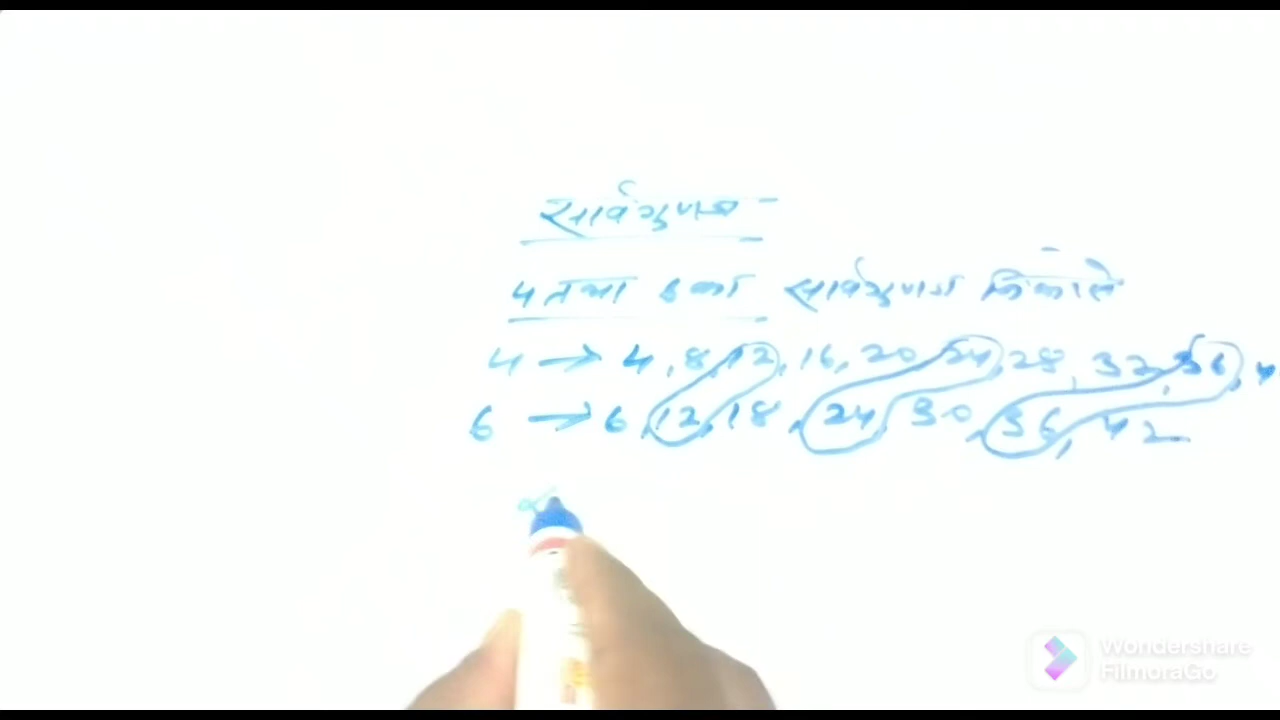 सार्वगुणज -
4 तथा 6 का सार्वगुणज निकाले
4 → 4, 8, 12, 16, 20, 24, 28, 32, 36, 4
6 → 6, 12, 18, 24, 30, 36, 42
Wondershare
FilmoraGo